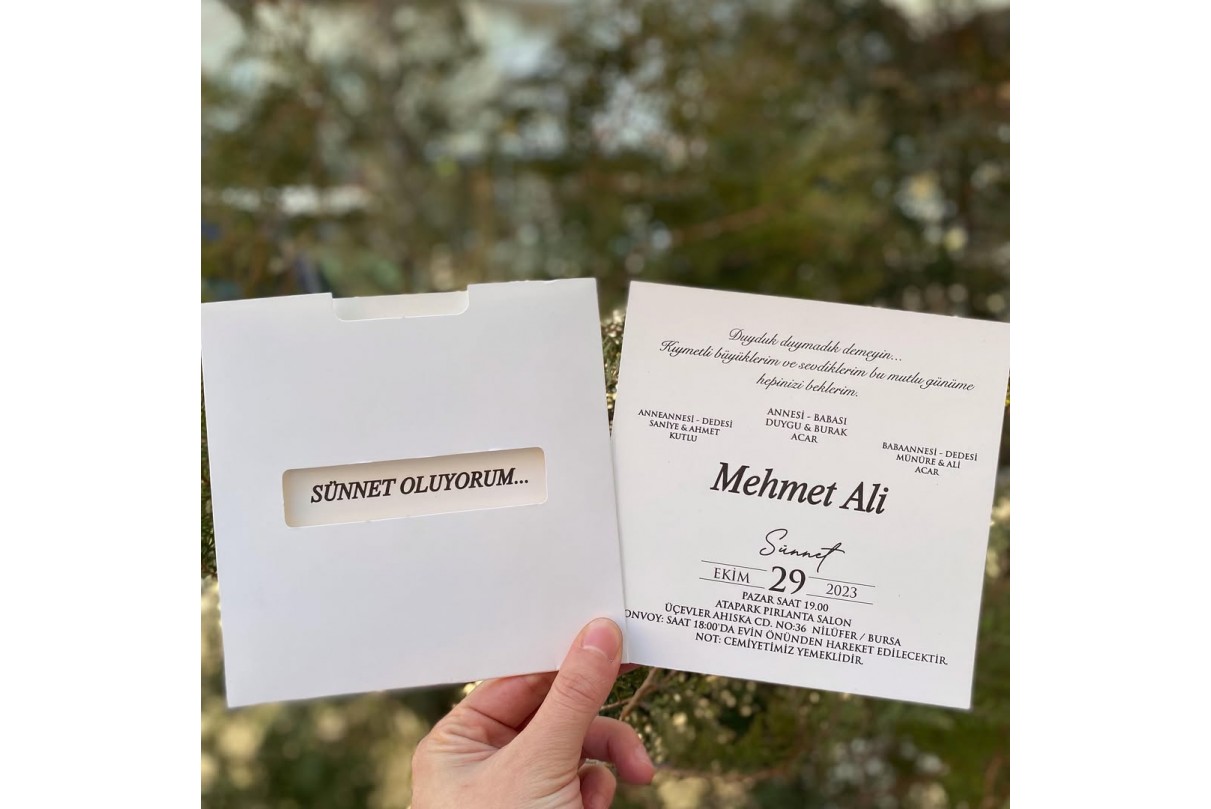 SÜNNET OLUYORUM...
Duyduk duymadık demeyin...
Kıymetli büyüklerim ve sevdiklerim bu mutlu günüme
hepinizi beklerim.
ANNEANNESİ - DEDESİ
SANİYE & AHMET
KUTLU
ANNESİ - BABASI
DUYGU & BURAK
ACAR
BABAANNESİ - DEDESİ
MÜNÜRE & ALİ
ACAR
Mehmet Ali
Sünnet
EKİM 29 2023
PAZAR SAAT 19.00
ATAPARK PIRLANTA SALON
ÜÇEVLER AHISKA CD. NO:36 NİLÜFER / BURSA
ONVOY: SAAT 18:00'DA EVİN ÖNÜNDEN HAREKET EDİLECEKTİR.
NOT: CEMİYETİMİZ YEMEKLİDİR.